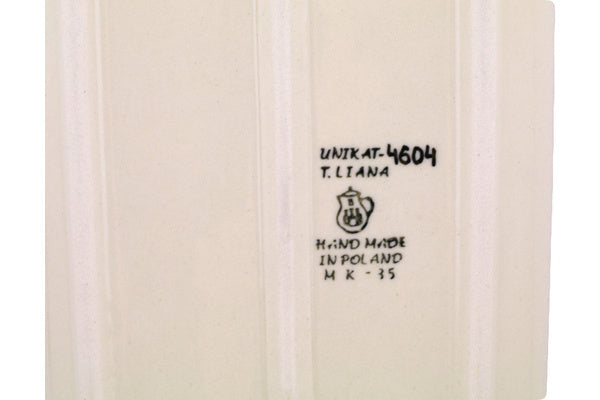 UNIKAT-4604
T. LIANA
B
HAND MADE
IN POLAND
M K - 35